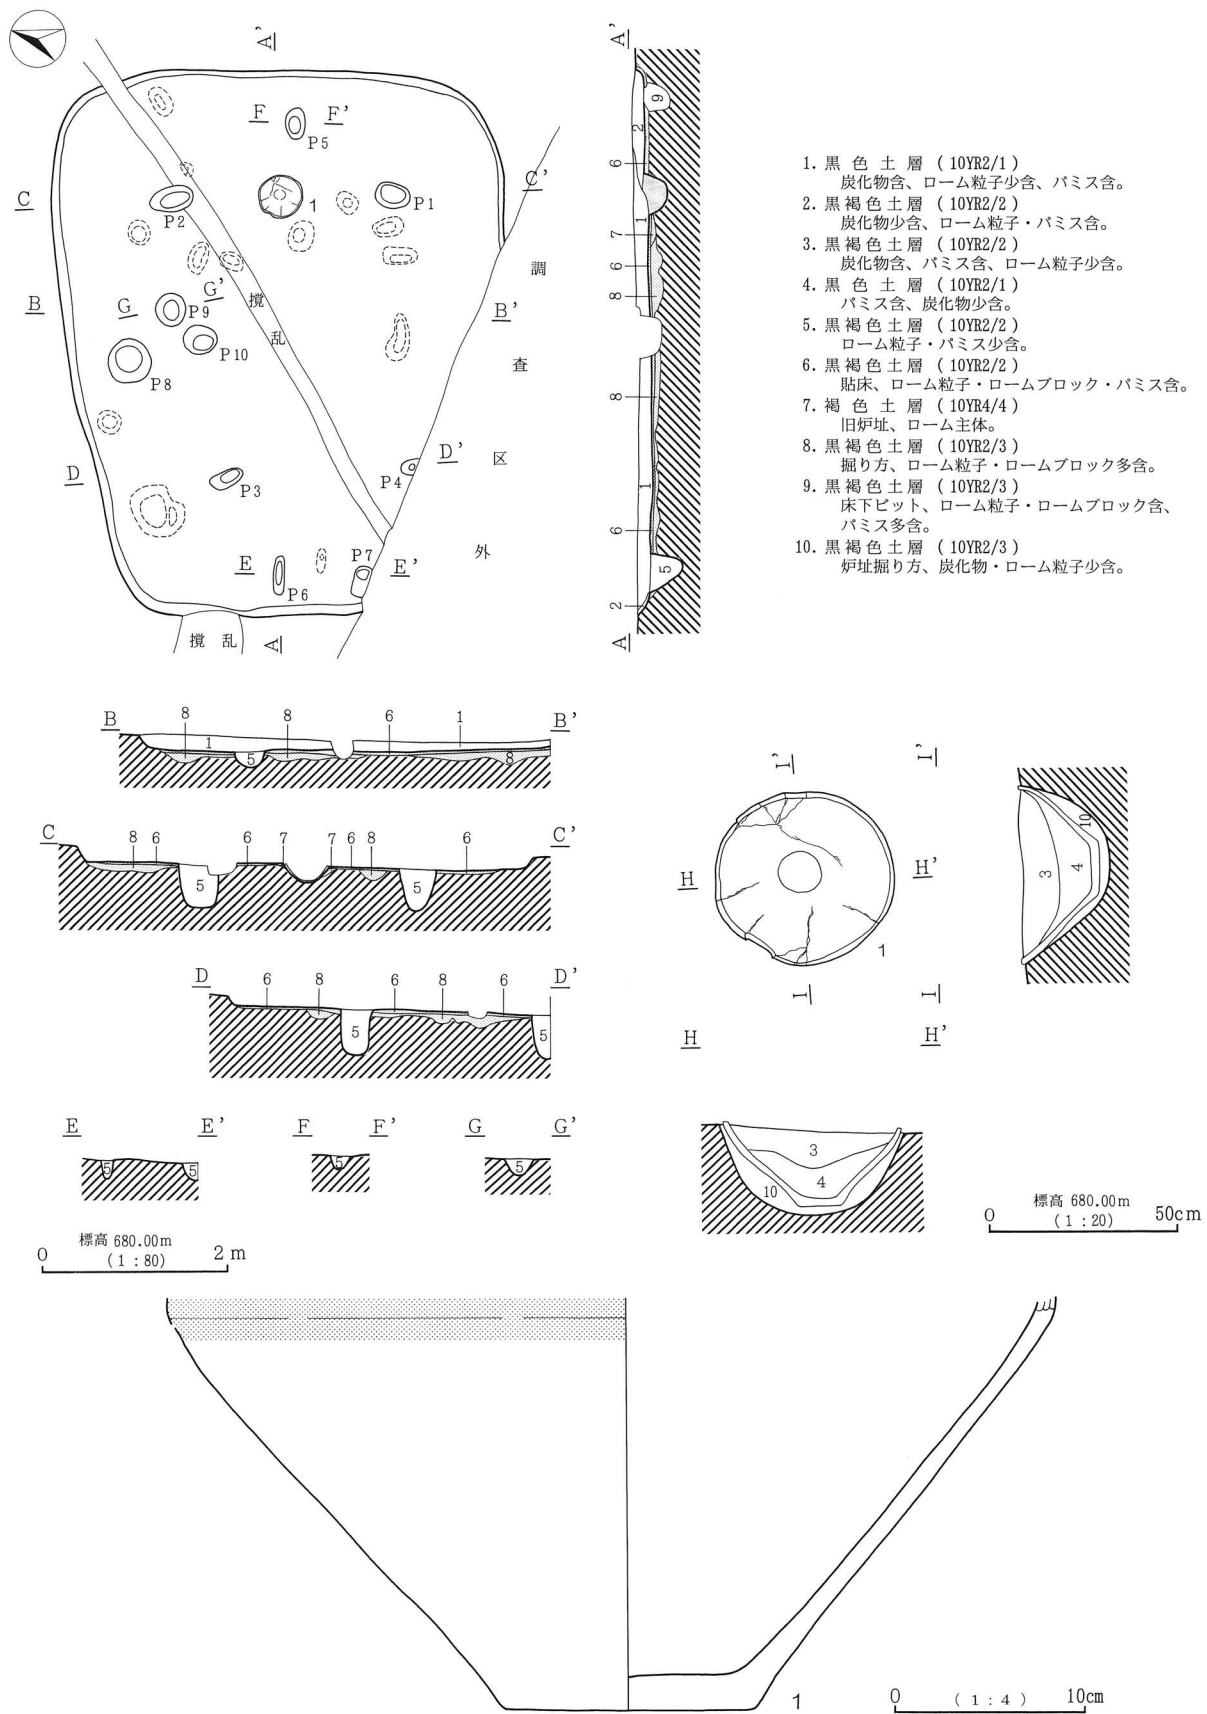 A'
F F'
P5
C P2 1 P1 C'
調
B G G' 撹 B'
P9
乱
P10 査
P8
D D' 区
P3 P4
外
E P7 E'
P6
撹 乱
A
A'
9
2
6
1
7
6
8
8
1
6
5
2
A
1. 黒色土層 (10YR2/1)
炭化物含、ローム粒子少含、パミス含。
2. 黒褐色土層 (10YR2/2)
炭化物少含、ローム粒子・パミス含。
3. 黒褐色土層 (10YR2/2)
炭化物含、パミス含、ローム粒子少含。
4. 黒色土層 (10YR2/1)
パミス含、炭化物少含。
5. 黒褐色土層 (10YR2/2)
ローム粒子・パミス少含。
6. 黒褐色土層 (10YR2/2)
貼床、ローム粒子・ロームブロック・パミス含。
7. 褐色土層 (10YR4/4)
旧炉址、ローム主体。
8. 黒褐色土層 (10YR2/3)
掘り方、ローム粒子・ロームブロック多含。
9. 黒褐色土層 (10YR2/3)
床下ピット、ローム粒子・ロームブロック含、
パミス多含。
10. 黒褐色土層 (10YR2/3)
炉址掘り方、炭化物・ローム粒子少含。
B 8 8 6 1 B'
1 5 8
C 8 6 6 7 7 6 8 6 C'
5 5
D 6 8 6 8 6 D'
5 5
E E' F F' G G'
5 5 5 5
標高 680.00m
0 (1:80) 2m
I' I'
H H'
1
I I
10
4
3
H H'
3
4
10
標高 680.00m
0 (1:20) 50cm
1
0 (1:4) 10cm